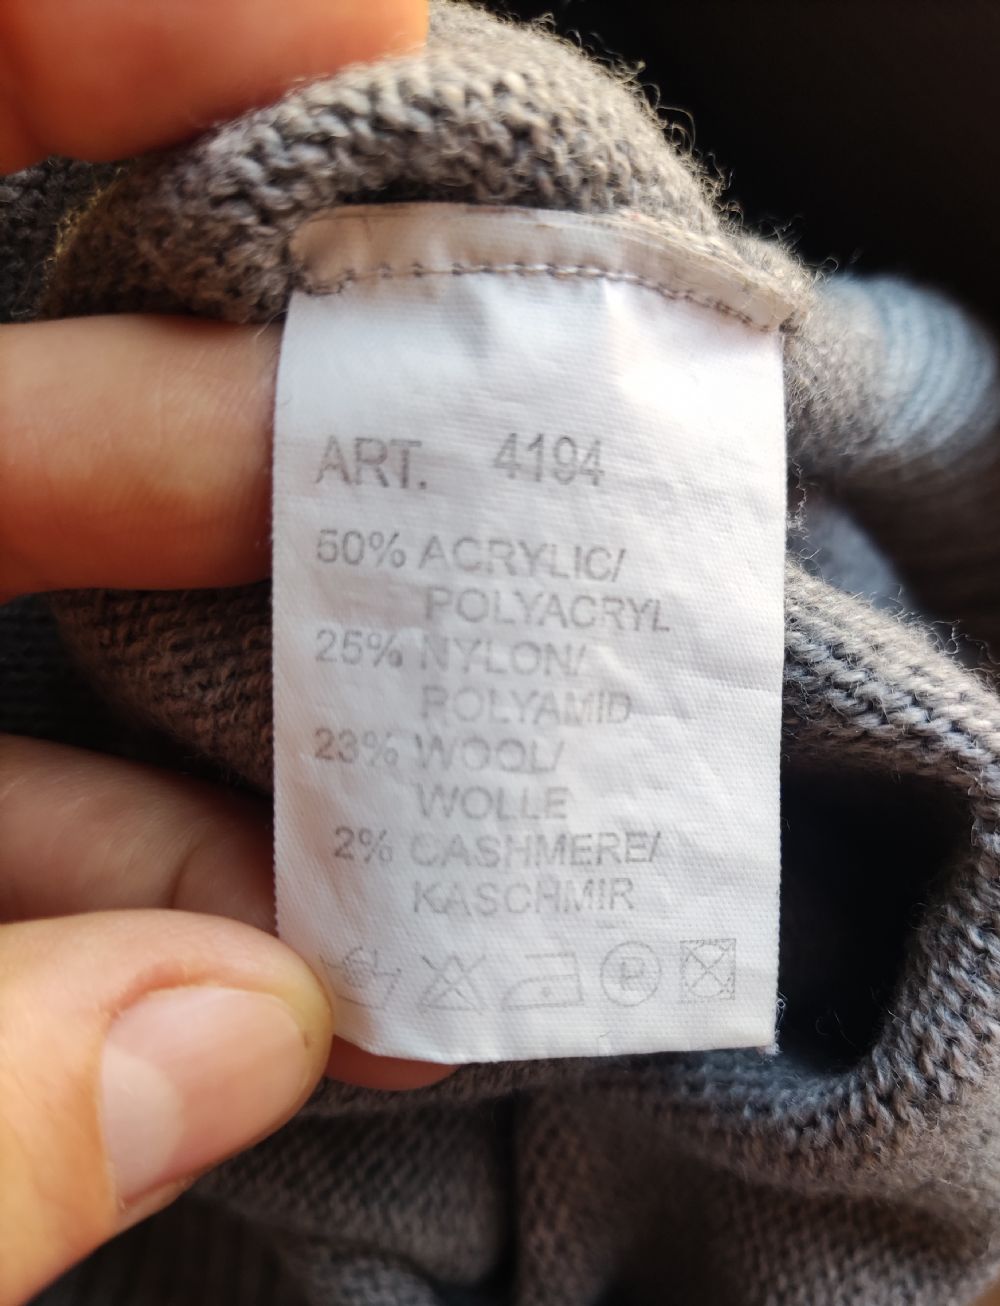 ART. 4194
50% ACRYLIC/
POLYACRYL
25% NYLON/
POLYAMID
23% WOOL/
WOLLE
2% CASHMERE/
KASCHMIR
P